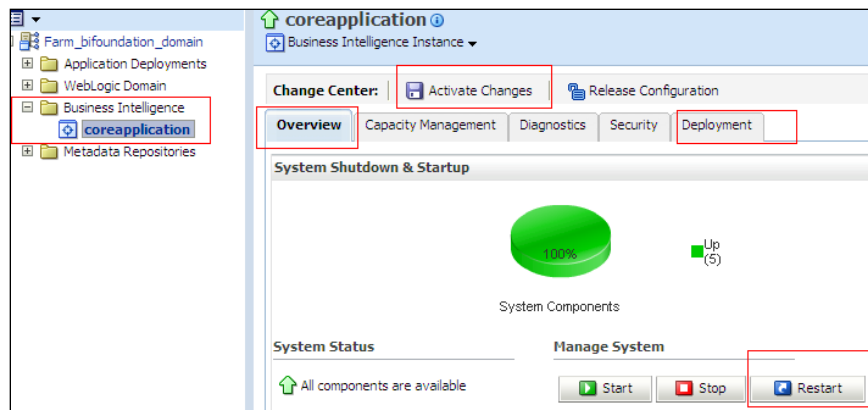 coreapplication
Business Intelligence Instance
Farm_bifoundation_domain
Application Deployments
WebLogic Domain
Business Intelligence
coreapplication
Metadata Repositories
Change Center:
Activate Changes
Release Configuration
Overview
Capacity Management
Diagnostics
Security
Deployment
System Shutdown & Startup
100%
Up
(5)
System Components
System Status
Manage System
All components are available
Start
Stop
Restart